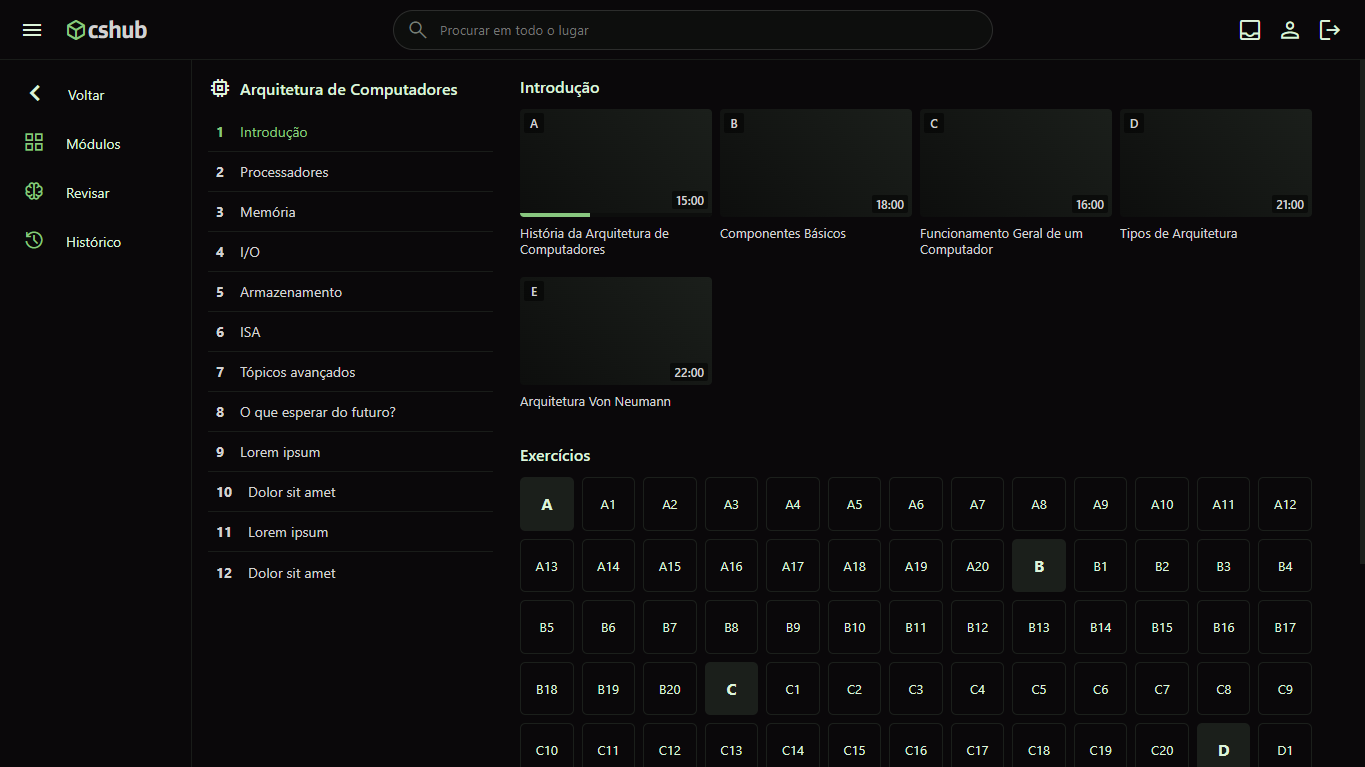 cshub
Procurar em todo o lugar
Voltar
Módulos
Revisar
Histórico
Arquitetura de Computadores
1 Introdução
2 Processadores
3 Memória
4 I/O
5 Armazenamento
6 ISA
7 Tópicos avançados
8 O que esperar do futuro?
9 Lorem ipsum
10 Dolor sit amet
11 Lorem ipsum
12 Dolor sit amet
Introdução
A
15:00
História da Arquitetura de
Computadores
B
18:00
Componentes Básicos
C
16:00
Funcionamento Geral de um
Computador
D
21:00
Tipos de Arquitetura
E
22:00
Arquitetura Von Neumann
Exercícios
A A1 A2 A3 A4 A5 A6 A7 A8 A9 A10 A11 A12
A13 A14 A15 A16 A17 A18 A19 A20 B B1 B2 B3 B4
B5 B6 B7 B8 B9 B10 B11 B12 B13 B14 B15 B16 B17
B18 B19 B20 C C1 C2 C3 C4 C5 C6 C7 C8 C9
C10 C11 C12 C13 C14 C15 C16 C17 C18 C19 C20 D D1